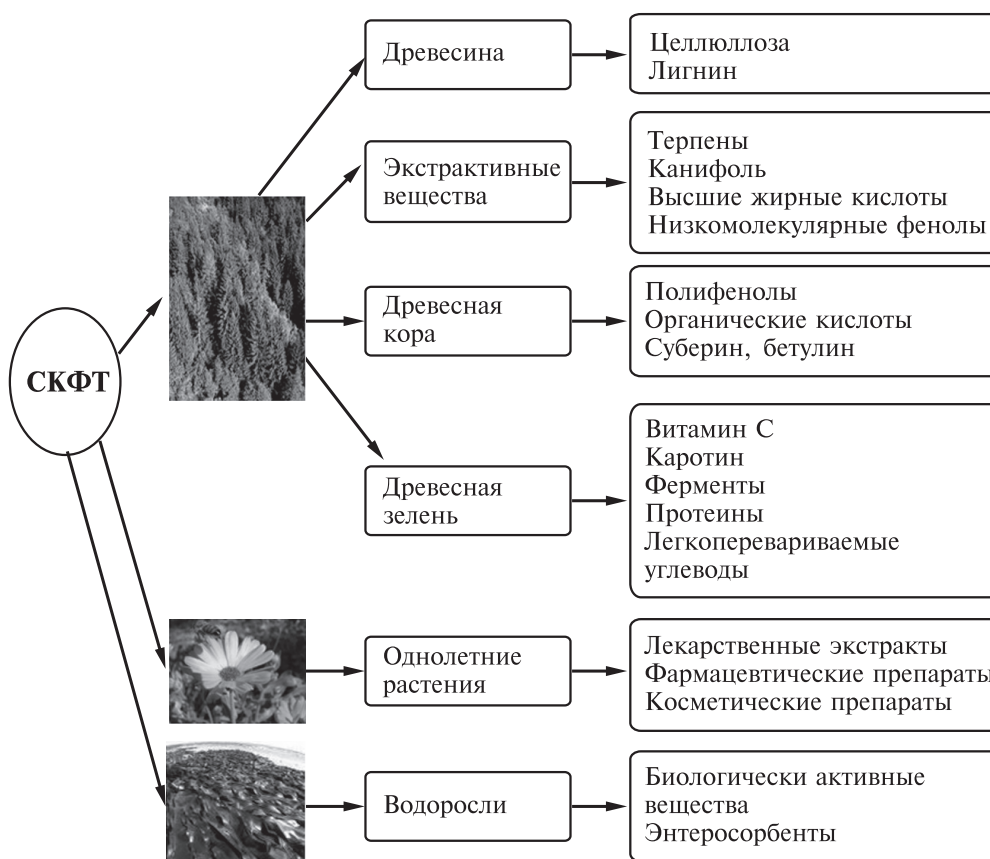 Древесина
Целлюллоза
Лигнин
Экстрактивные
вещества
Терпены
Канифоль
Высшие жирные кислоты
Низкомолекулярные фенолы
СКФТ
Древесная
кора
Полифенолы
Органические кислоты
Суберин, бетулин
Древесная
зелень
Витамин С
Каротин
Ферменты
Протеины
Легкоперевариваемые
углеводы
Однолетние
растения
Лекарственные экстракты
Фармацевтические препараты
Косметические препараты
Водоросли
Биологически активные
вещества
Энтеросорбенты